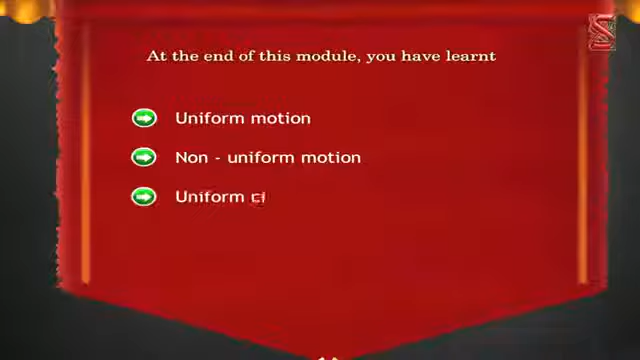 At the end of this module, you have learnt
Uniform motion
Non - uniform motion
Uniform